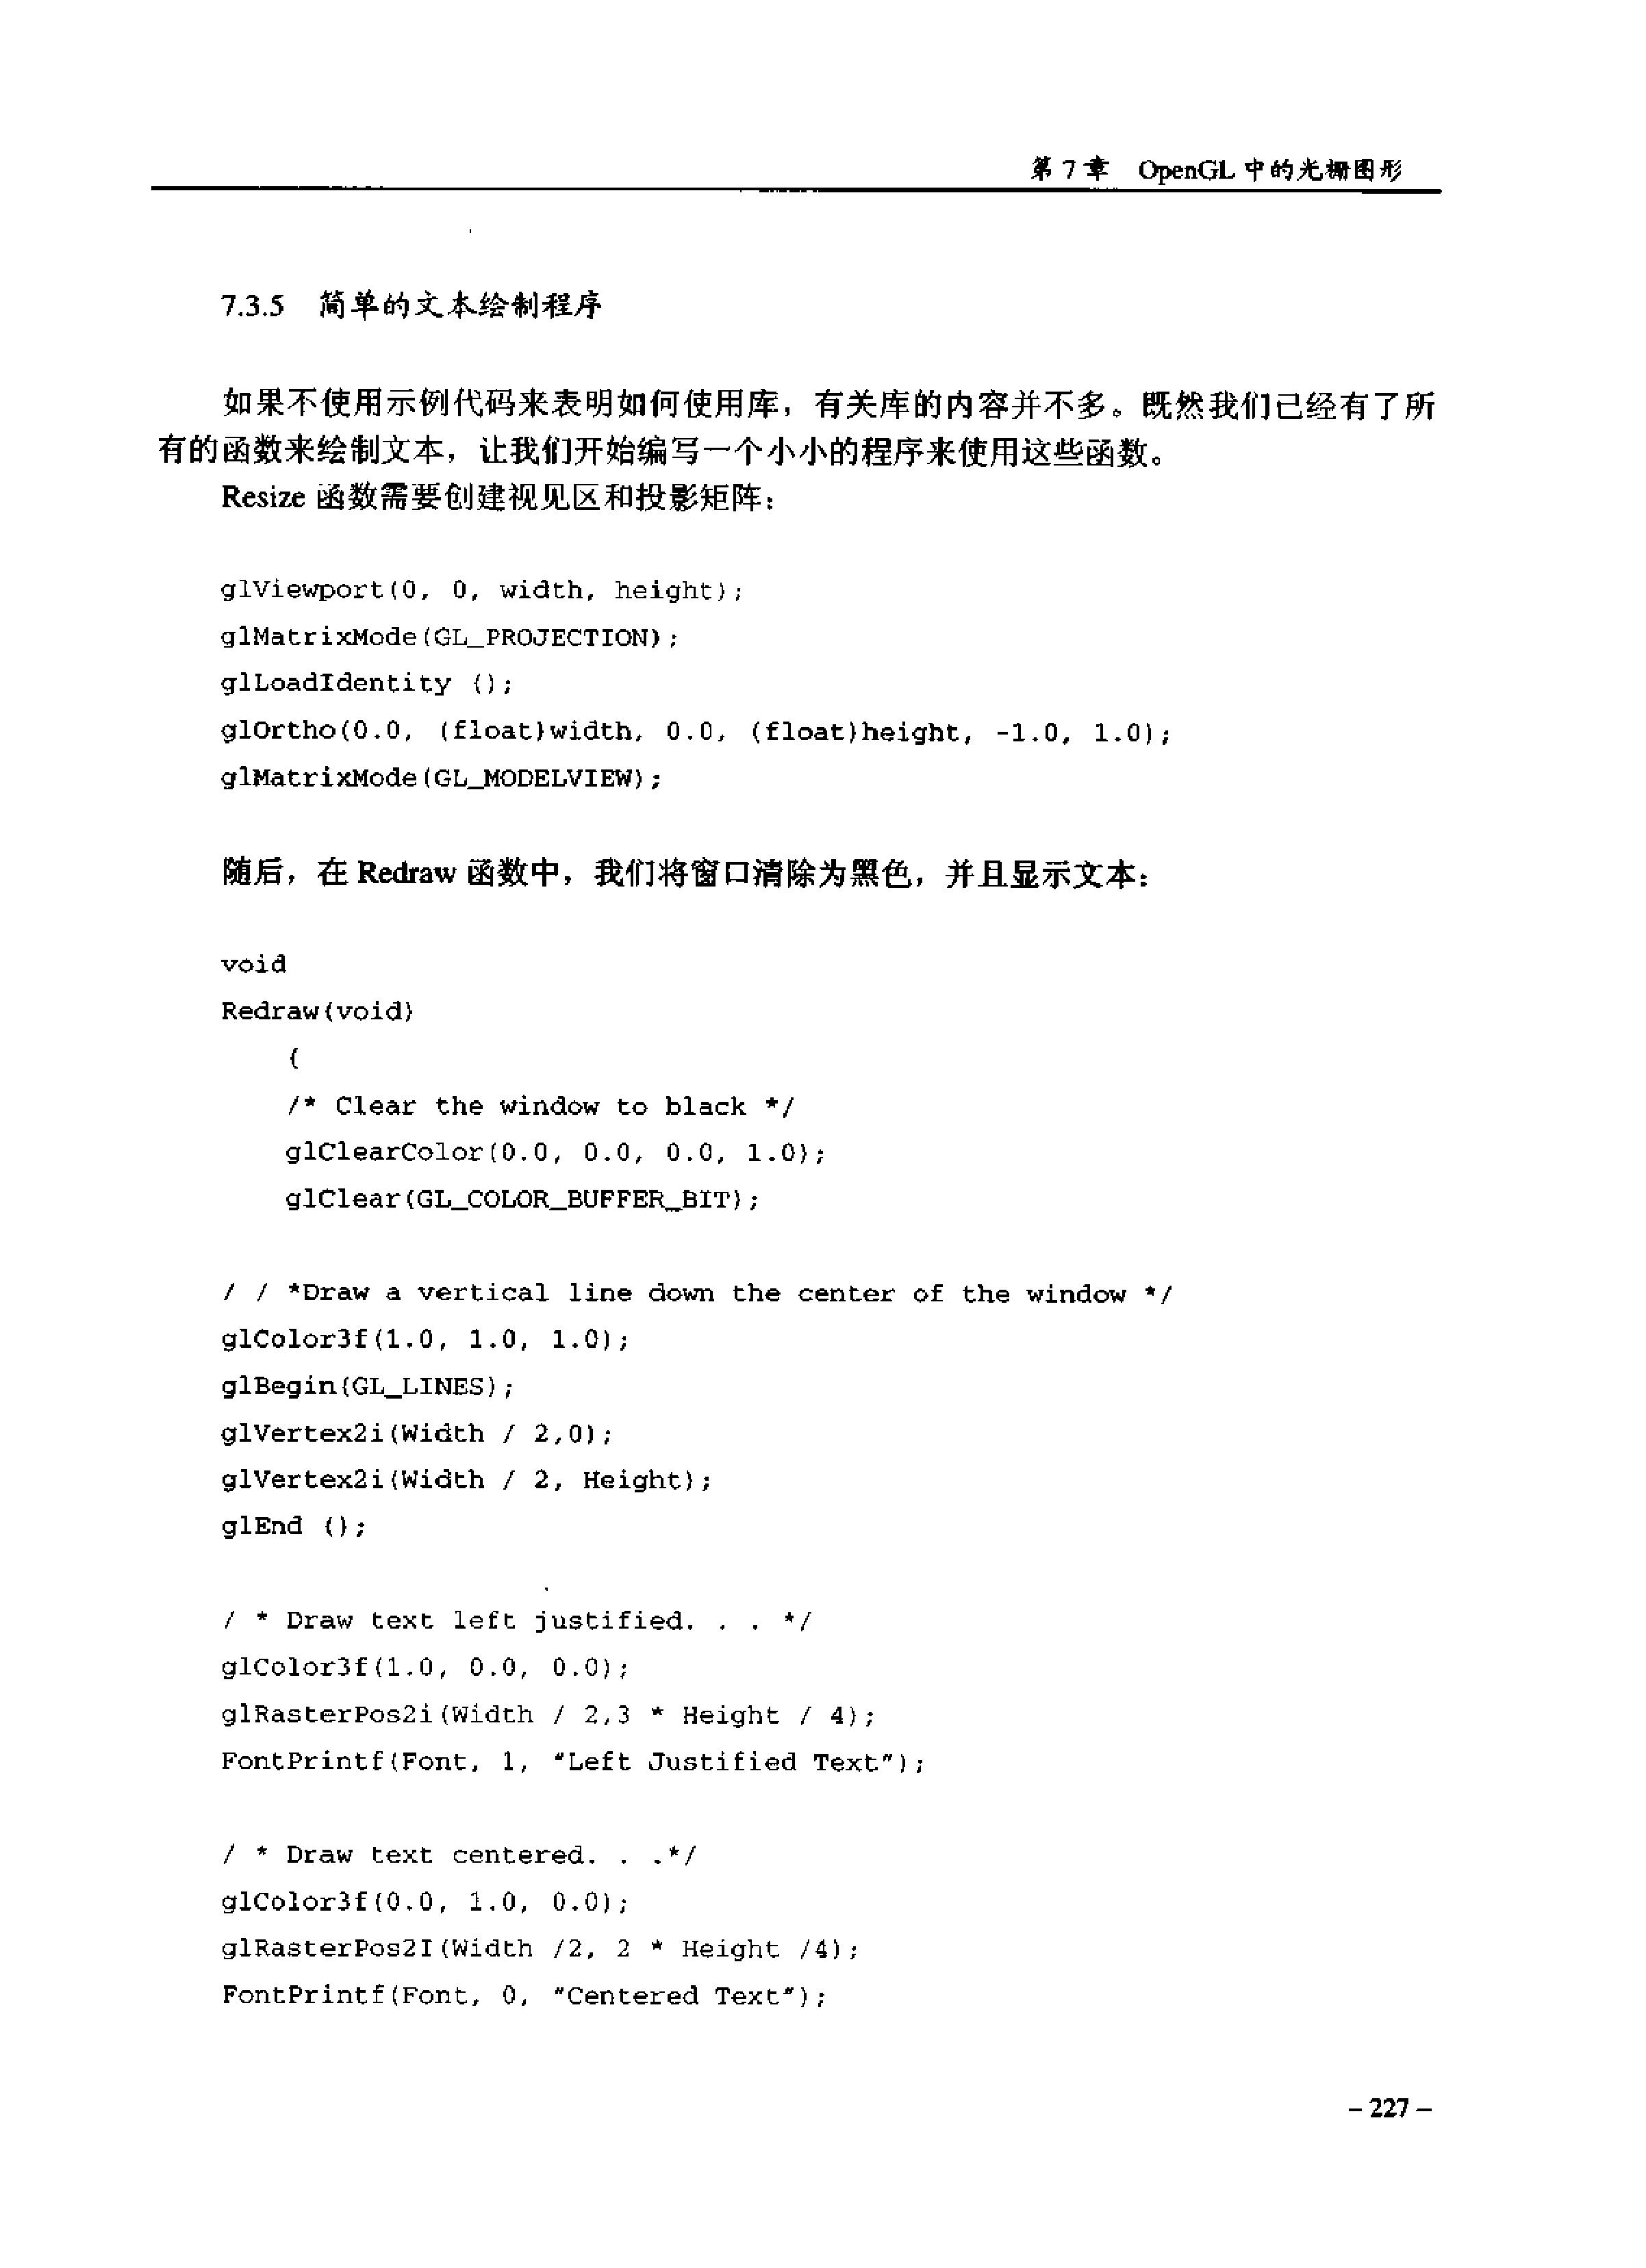 第 7 章 OpenGL 中的光栅图形
7.3.5 简单的文本绘制程序
如果不使用示例代码来表明如何使用库，有关库的内容并不多。既然我们已经有了所
有的函数来绘制文本，让我们开始编写一个小小的程序来使用这些函数。
Resize 函数需要创建视见区和投影矩阵：
glViewport(0, 0, width, height);
glMatrixMode(GL_PROJECTION);
glLoadIdentity ();
glOrtho(0.0, (float)width, 0.0, (float)height, -1.0, 1.0);
glMatrixMode(GL_MODELVIEW);
随后，在 Redraw 函数中，我们将窗口清除为黑色，并且显示文本：
void
Redraw(void)
{
/* Clear the window to black */
glClearColor(0.0, 0.0, 0.0, 1.0);
glClear(GL_COLOR_BUFFER_BIT);
/ / *Draw a vertical line down the center of the window */
glColor3f(1.0, 1.0, 1.0);
glBegin(GL_LINES);
glVertex2i(Width / 2,0);
glVertex2i(Width / 2, Height);
glEnd ();
/ * Draw text left justified. . . */
glColor3f(1.0, 0.0, 0.0);
glRasterPos2i(Width / 2,3 * Height / 4);
FontPrintf(Font, 1, "Left Justified Text");
/ * Draw text centered. . .*/
glColor3f(0.0, 1.0, 0.0);
glRasterPos2I(Width /2, 2 * Height /4);
FontPrintf(Font, 0, "Centered Text");
- 227 -